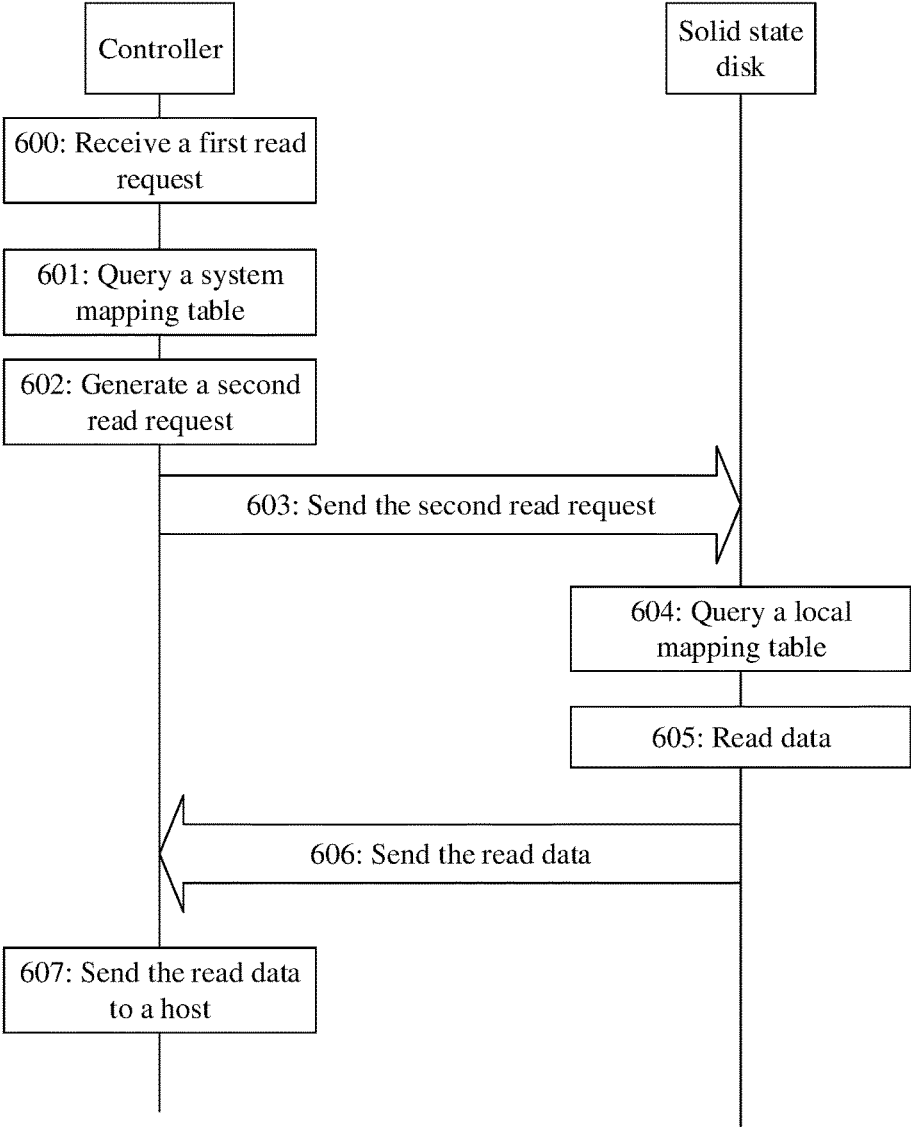 Controller
Solid state
disk
600: Receive a first read
request
601: Query a system
mapping table
602: Generate a second
read request
603: Send the second read request
604: Query a local
mapping table
605: Read data
606: Send the read data
607: Send the read data
to a host